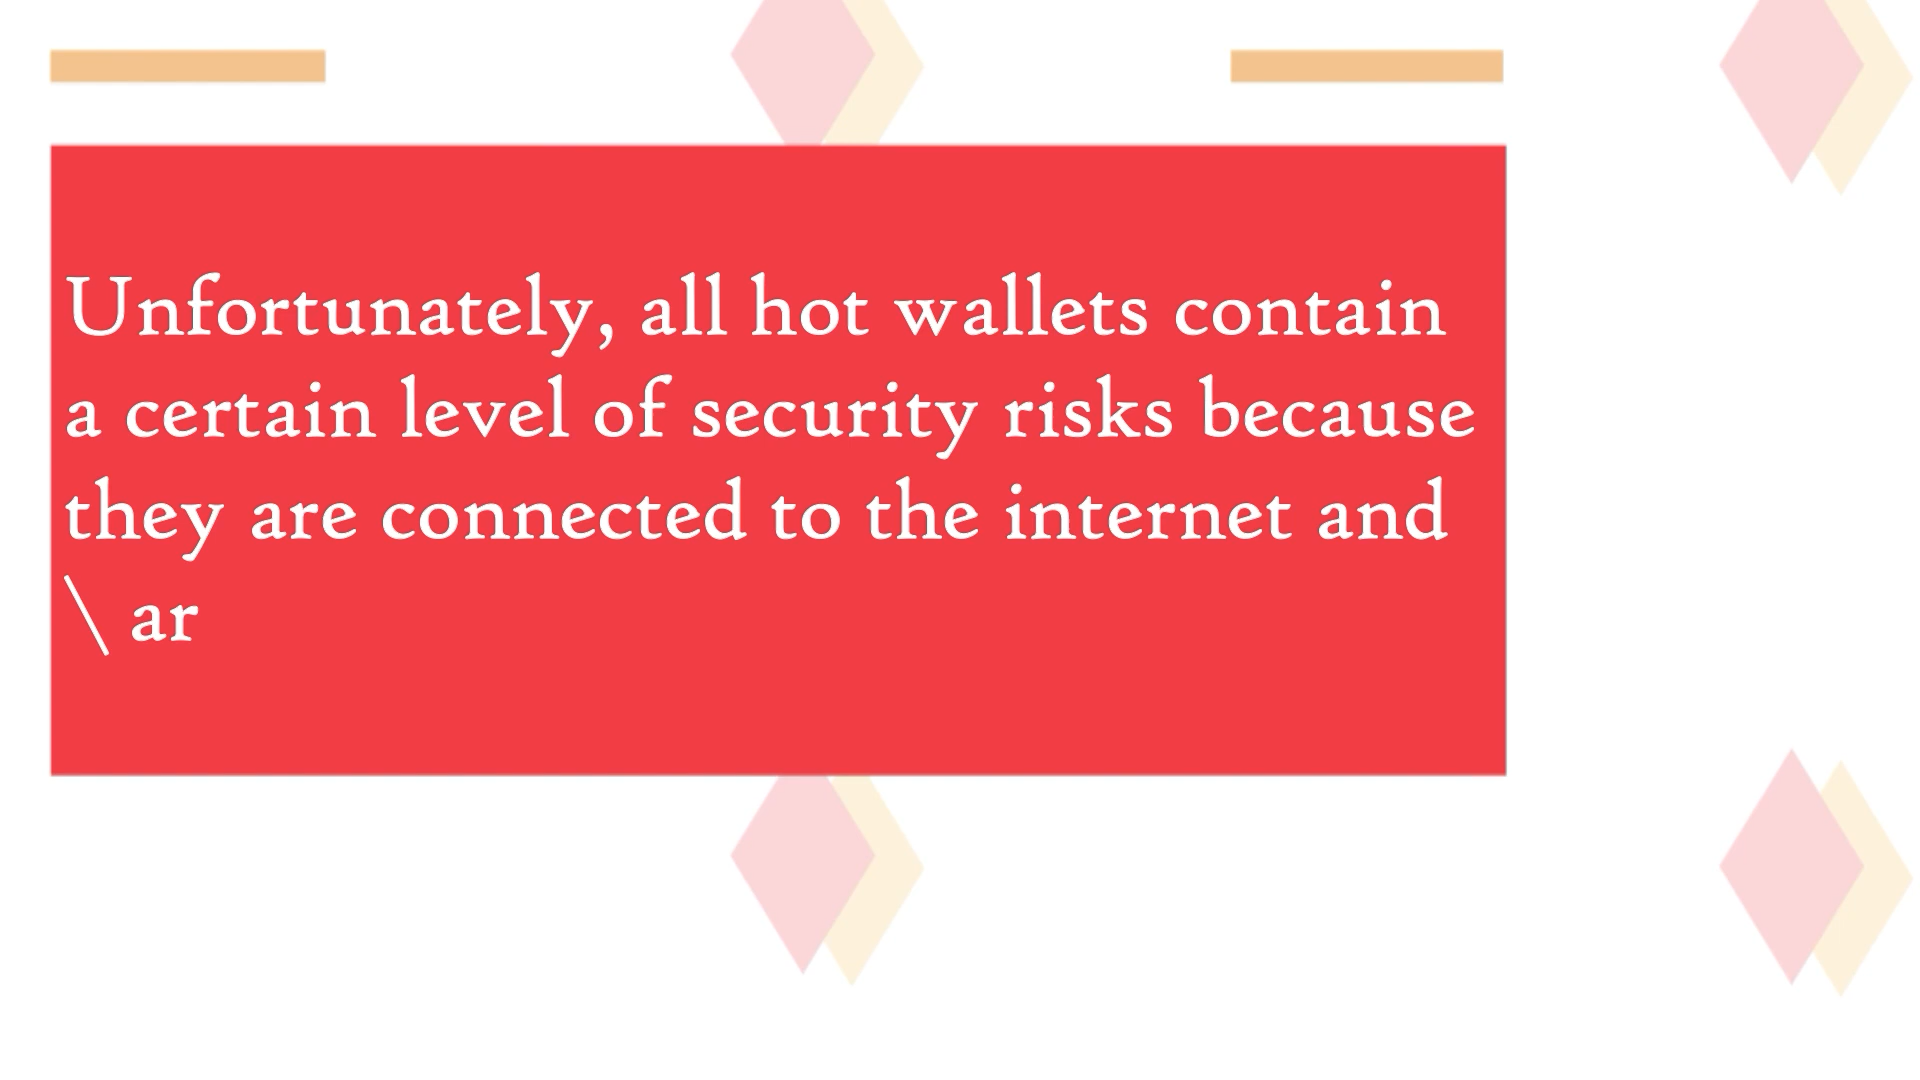 Unfortunately, all hot wallets contain
a certain level of security risks because
they are connected to the internet and
\ ar